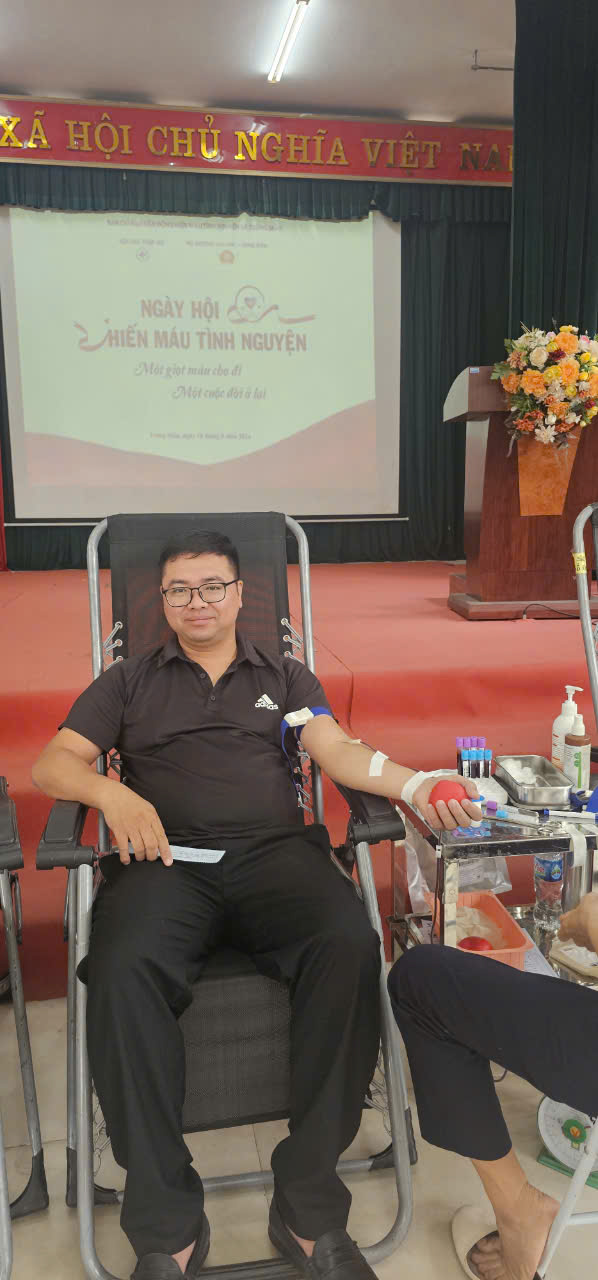 XÃ HỘI CHỦ NGHĨA VIỆT NA
NGÀY HỘI
HIẾN MÁU TÌNH NGUYỆN
Một giọt máu cho đi
Một cuộc đời ở lại
adidas